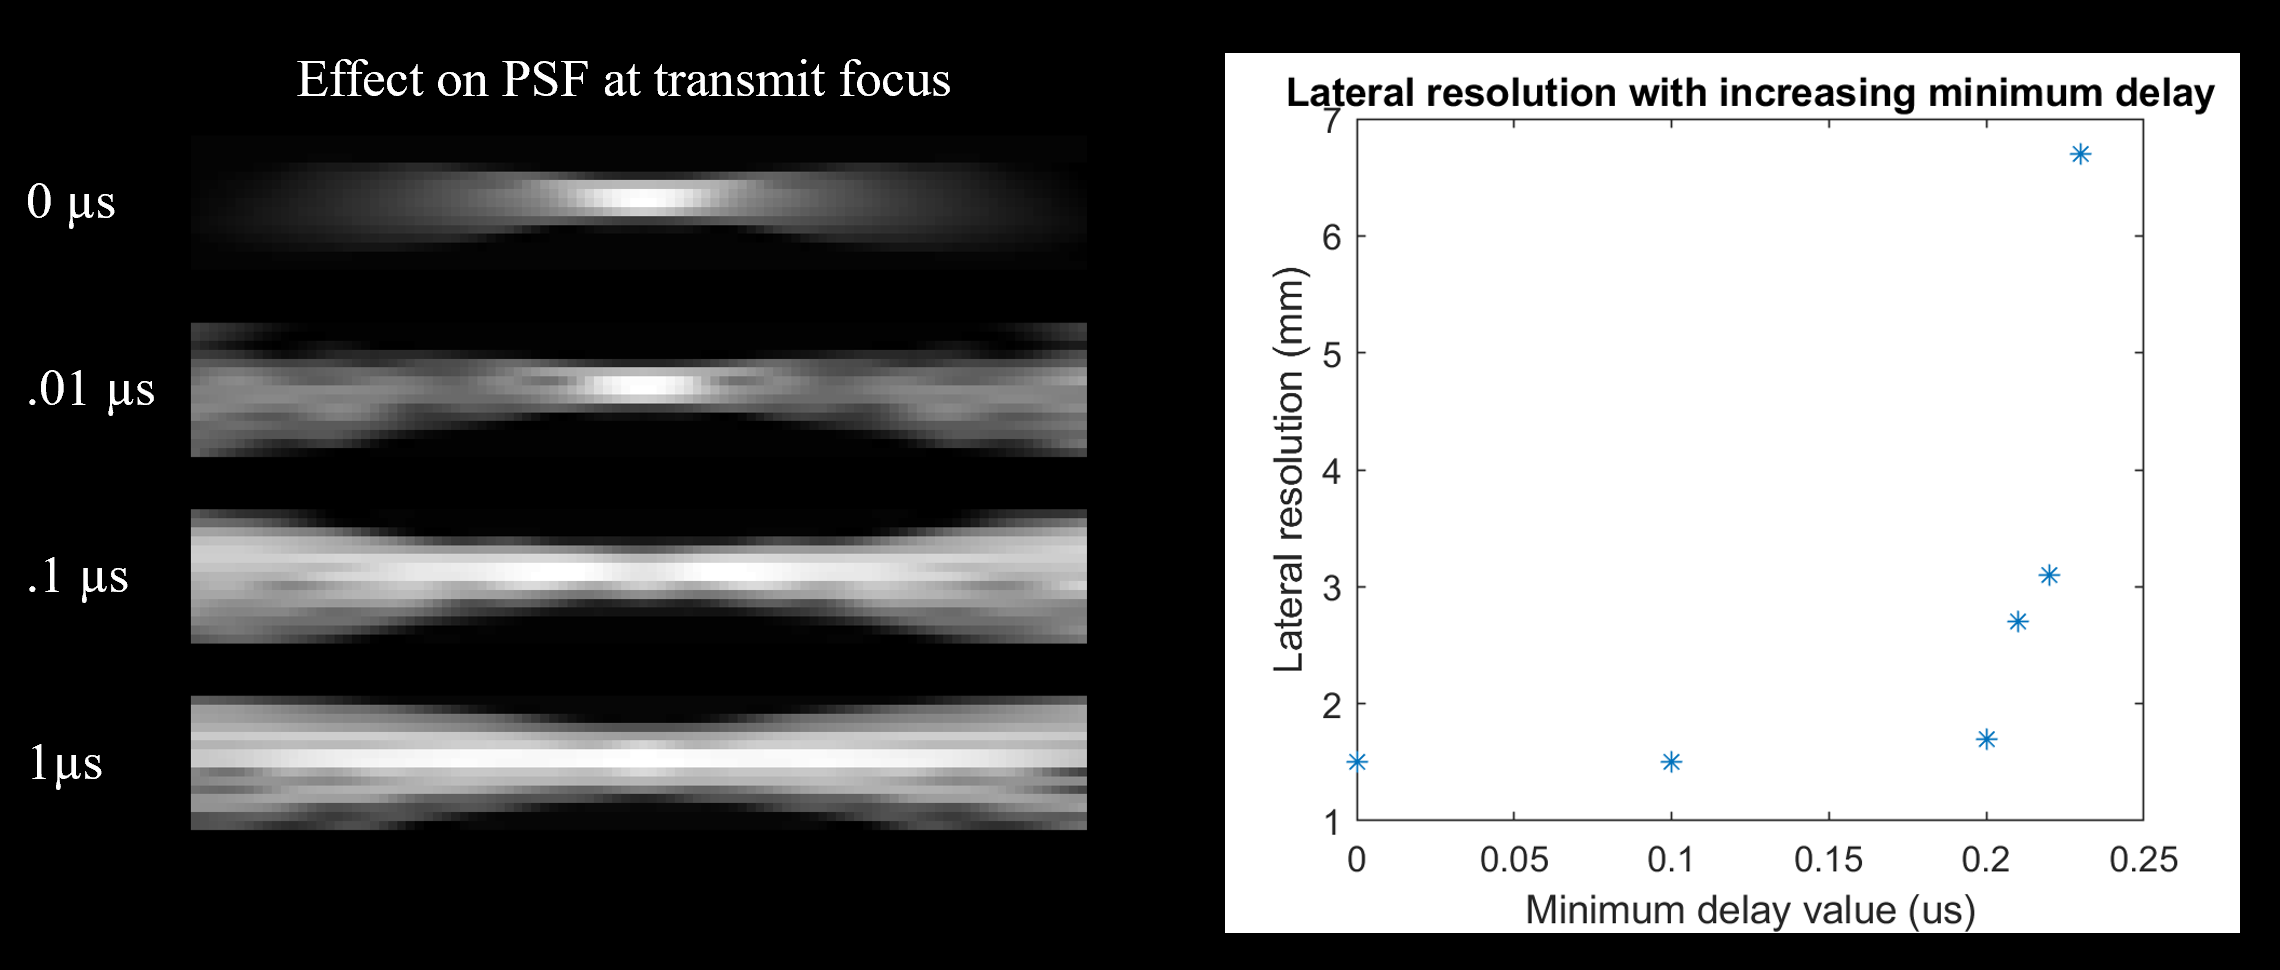 Effect on PSF at transmit focus
0 µs
.01 µs
.1 µs
1µs
Lateral resolution with increasing minimum delay
7
6
5
4
3
2
1
Lateral resolution (mm)
0 0.05 0.1 0.15 0.2 0.25
Minimum delay value (us)